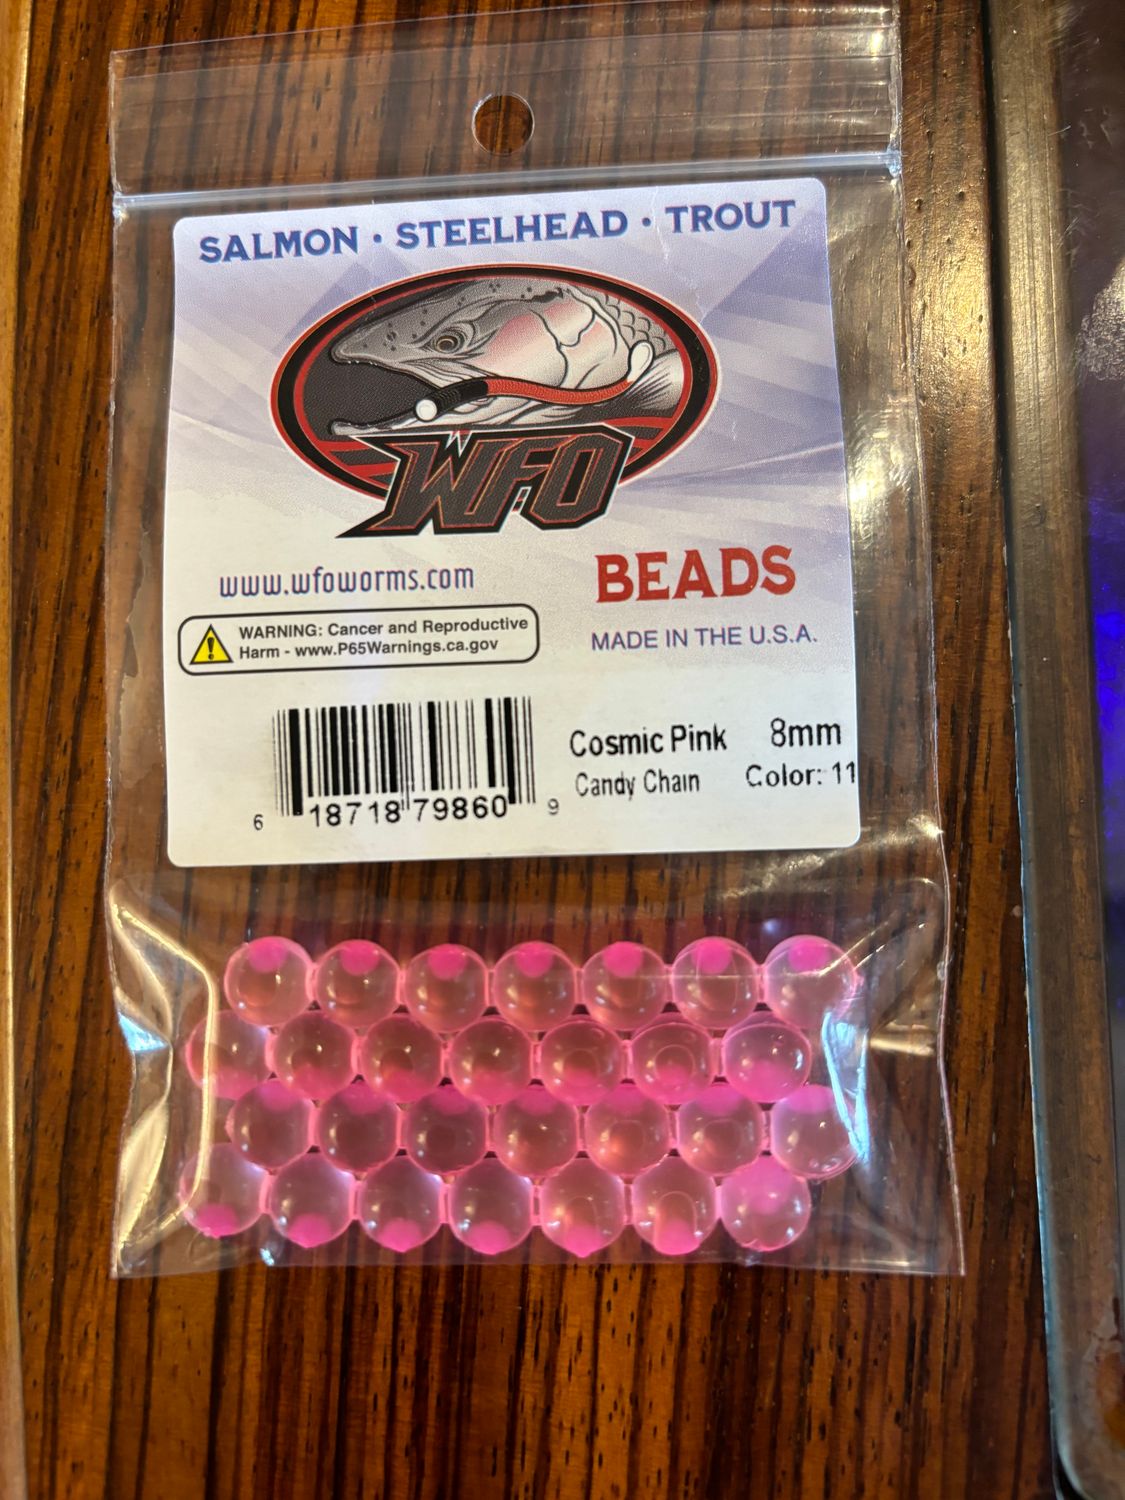 SALMON · STEELHEAD · TROUT
WFO
www.wfoworms.com
BEADS
WARNING: Cancer and Reproductive
Harm - www.P65Warnings.ca.gov
MADE IN THE U.S.A.
Cosmic Pink 8mm
Candy Chain Color: 11
6 18718 79860 9